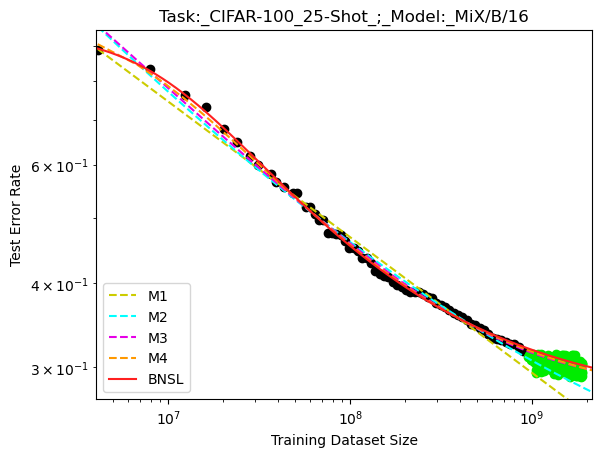 Task:_CIFAR-100_25-Shot_;_Model:_MiX/B/16
Test Error Rate
6 × 10⁻¹
4 × 10⁻¹
3 × 10⁻¹
M1
M2
M3
M4
BNSL
10⁷
10⁸
10⁹
Training Dataset Size